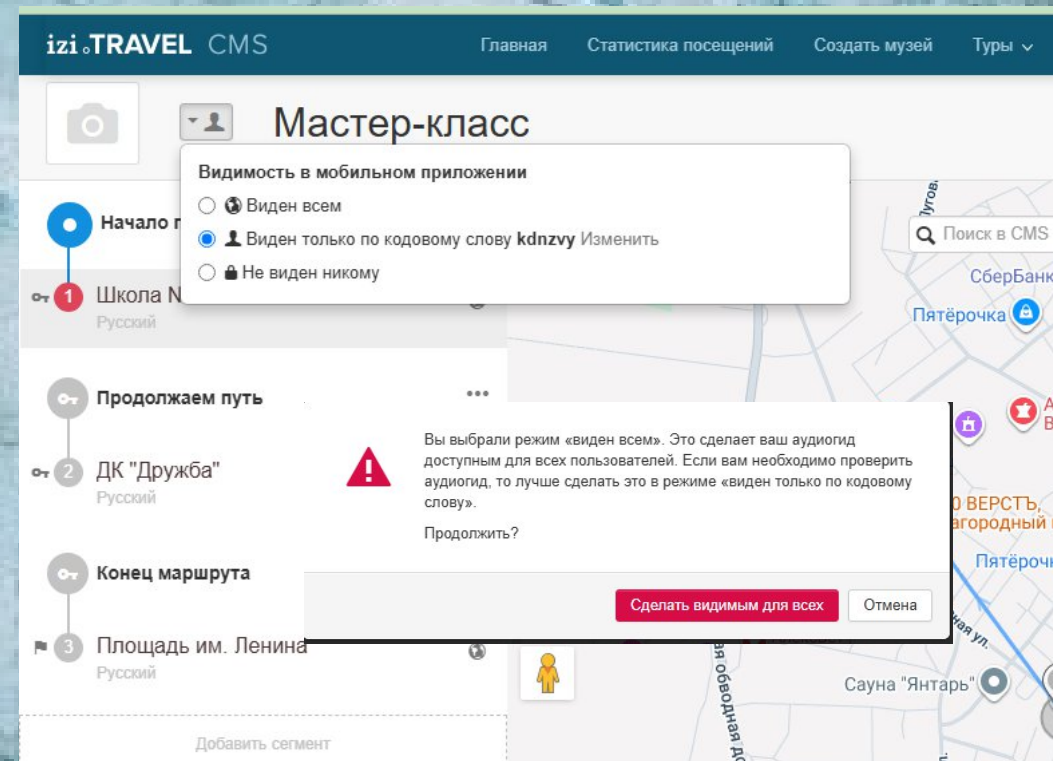 izi.TRAVEL CMS
Главная Статистика посещений Создать музей Туры
Мастер-класс
Видимость в мобильном приложении
Виден всем
Виден только по кодовому слову kdnzvy Изменить
Не виден никому
Начало
1 Школа
Русский
Продолжаем путь
2 ДК "Дружба"
Русский
Конец маршрута
3 Площадь им. Ленина
Русский
Добавить сегмент
Вы выбрали режим «виден всем». Это сделает ваш аудиогид
доступным для всех пользователей. Если вам необходимо проверить
аудиогид, то лучше сделать это в режиме «виден только по кодовому
слову».
Продолжить?
Сделать видимым для всех Отмена
Поиск в CMS
СберБанк
Пятёрочка
ВЕРСТЪ,
Сауна "Янтарь"
обводная